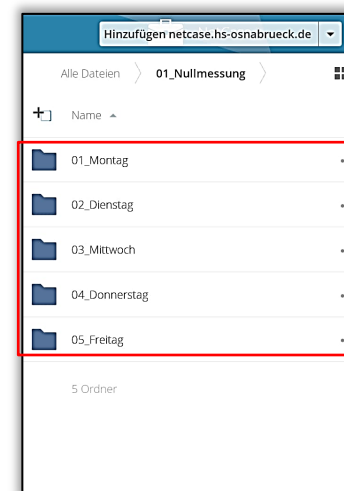 Hinzufügen netcase.hs-osnabrueck.de
Alle Dateien 01_Nullmessung
Name
01_Montag
02_Dienstag
03_Mittwoch
04_Donnerstag
05_Freitag
5 Ordner